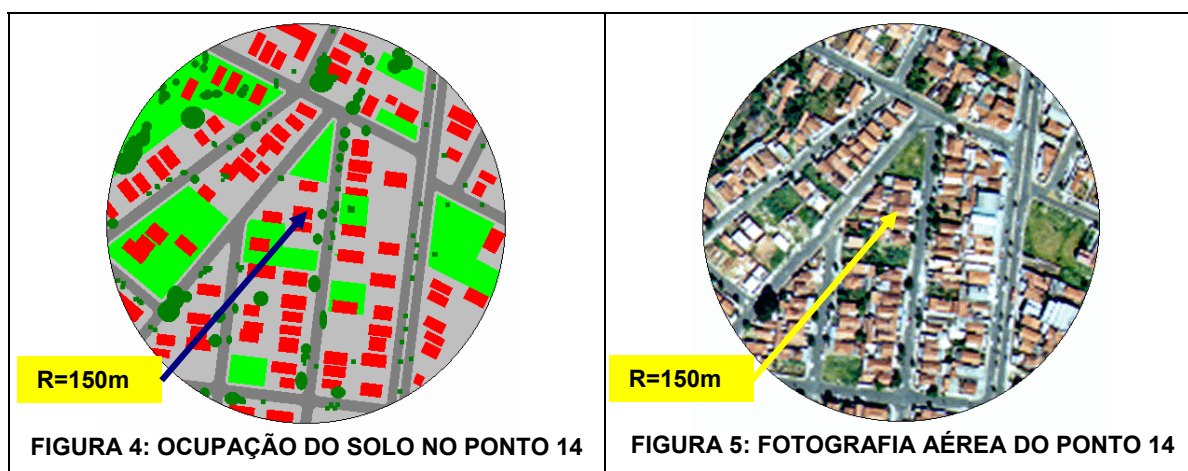 R=150m
FIGURA 4: OCUPAÇÃO DO SOLO NO PONTO 14
R=150m
FIGURA 5: FOTOGRAFIA AÉREA DO PONTO 14